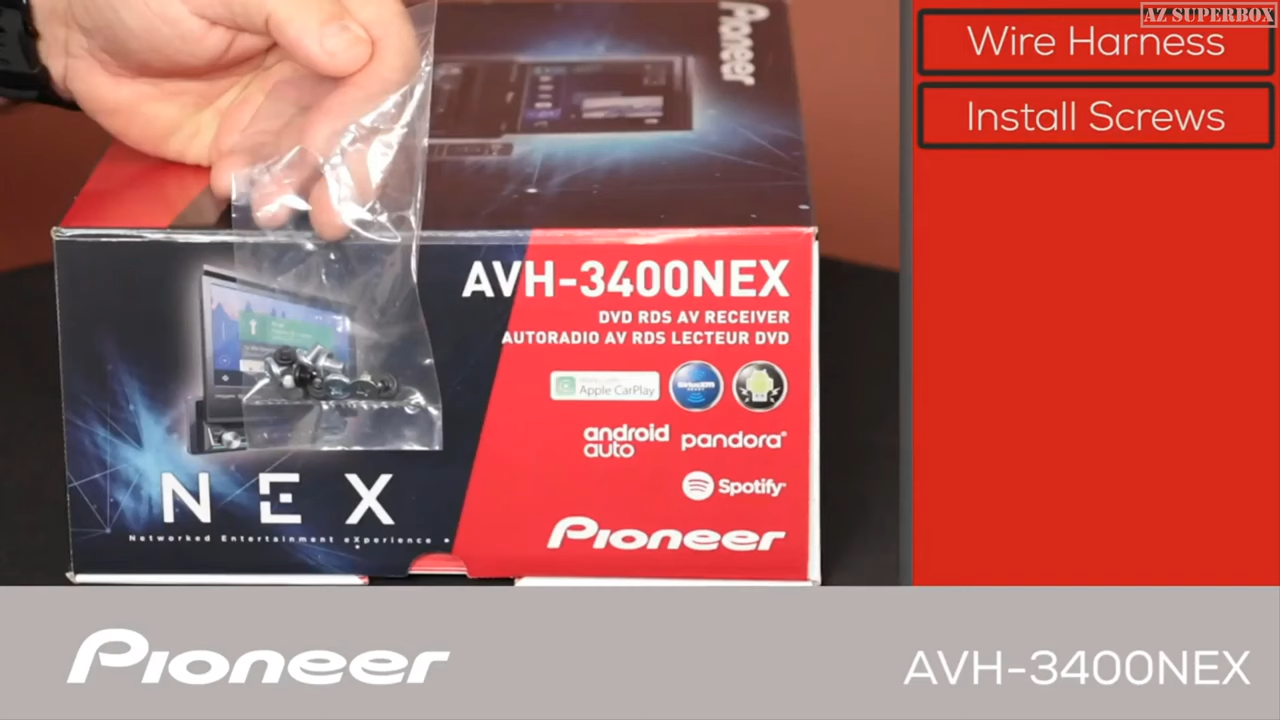 AZ SUPERBOX
Wire Harness
Install Screws
Pioneer
AVH-3400NEX
DVD RDS AV RECEIVER
AUTORADIO AV RDS LECTEUR DVD
Apple CarPlay
SiriusXM
android
auto
pandora®
Spotify®
NEX
Networked Entertainment eXperience
Pioneer
Pioneer
AVH-3400NEX